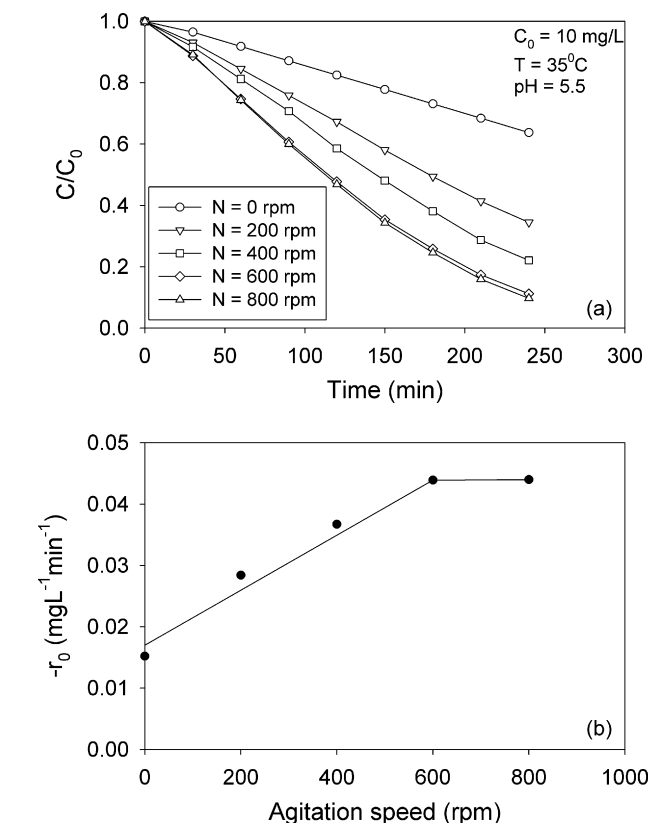 1.0
0.8
0.6
0.4
0.2
0.0
C/C₀
C₀ = 10 mg/L
T = 35⁰C
pH = 5.5
N = 0 rpm
N = 200 rpm
N = 400 rpm
N = 600 rpm
N = 800 rpm
(a)
0 50 100 150 200 250 300
Time (min)
0.05
0.04
0.03
0.02
0.01
0.00
-r₀ (mgL⁻¹min⁻¹)
(b)
0 200 400 600 800 1000
Agitation speed (rpm)